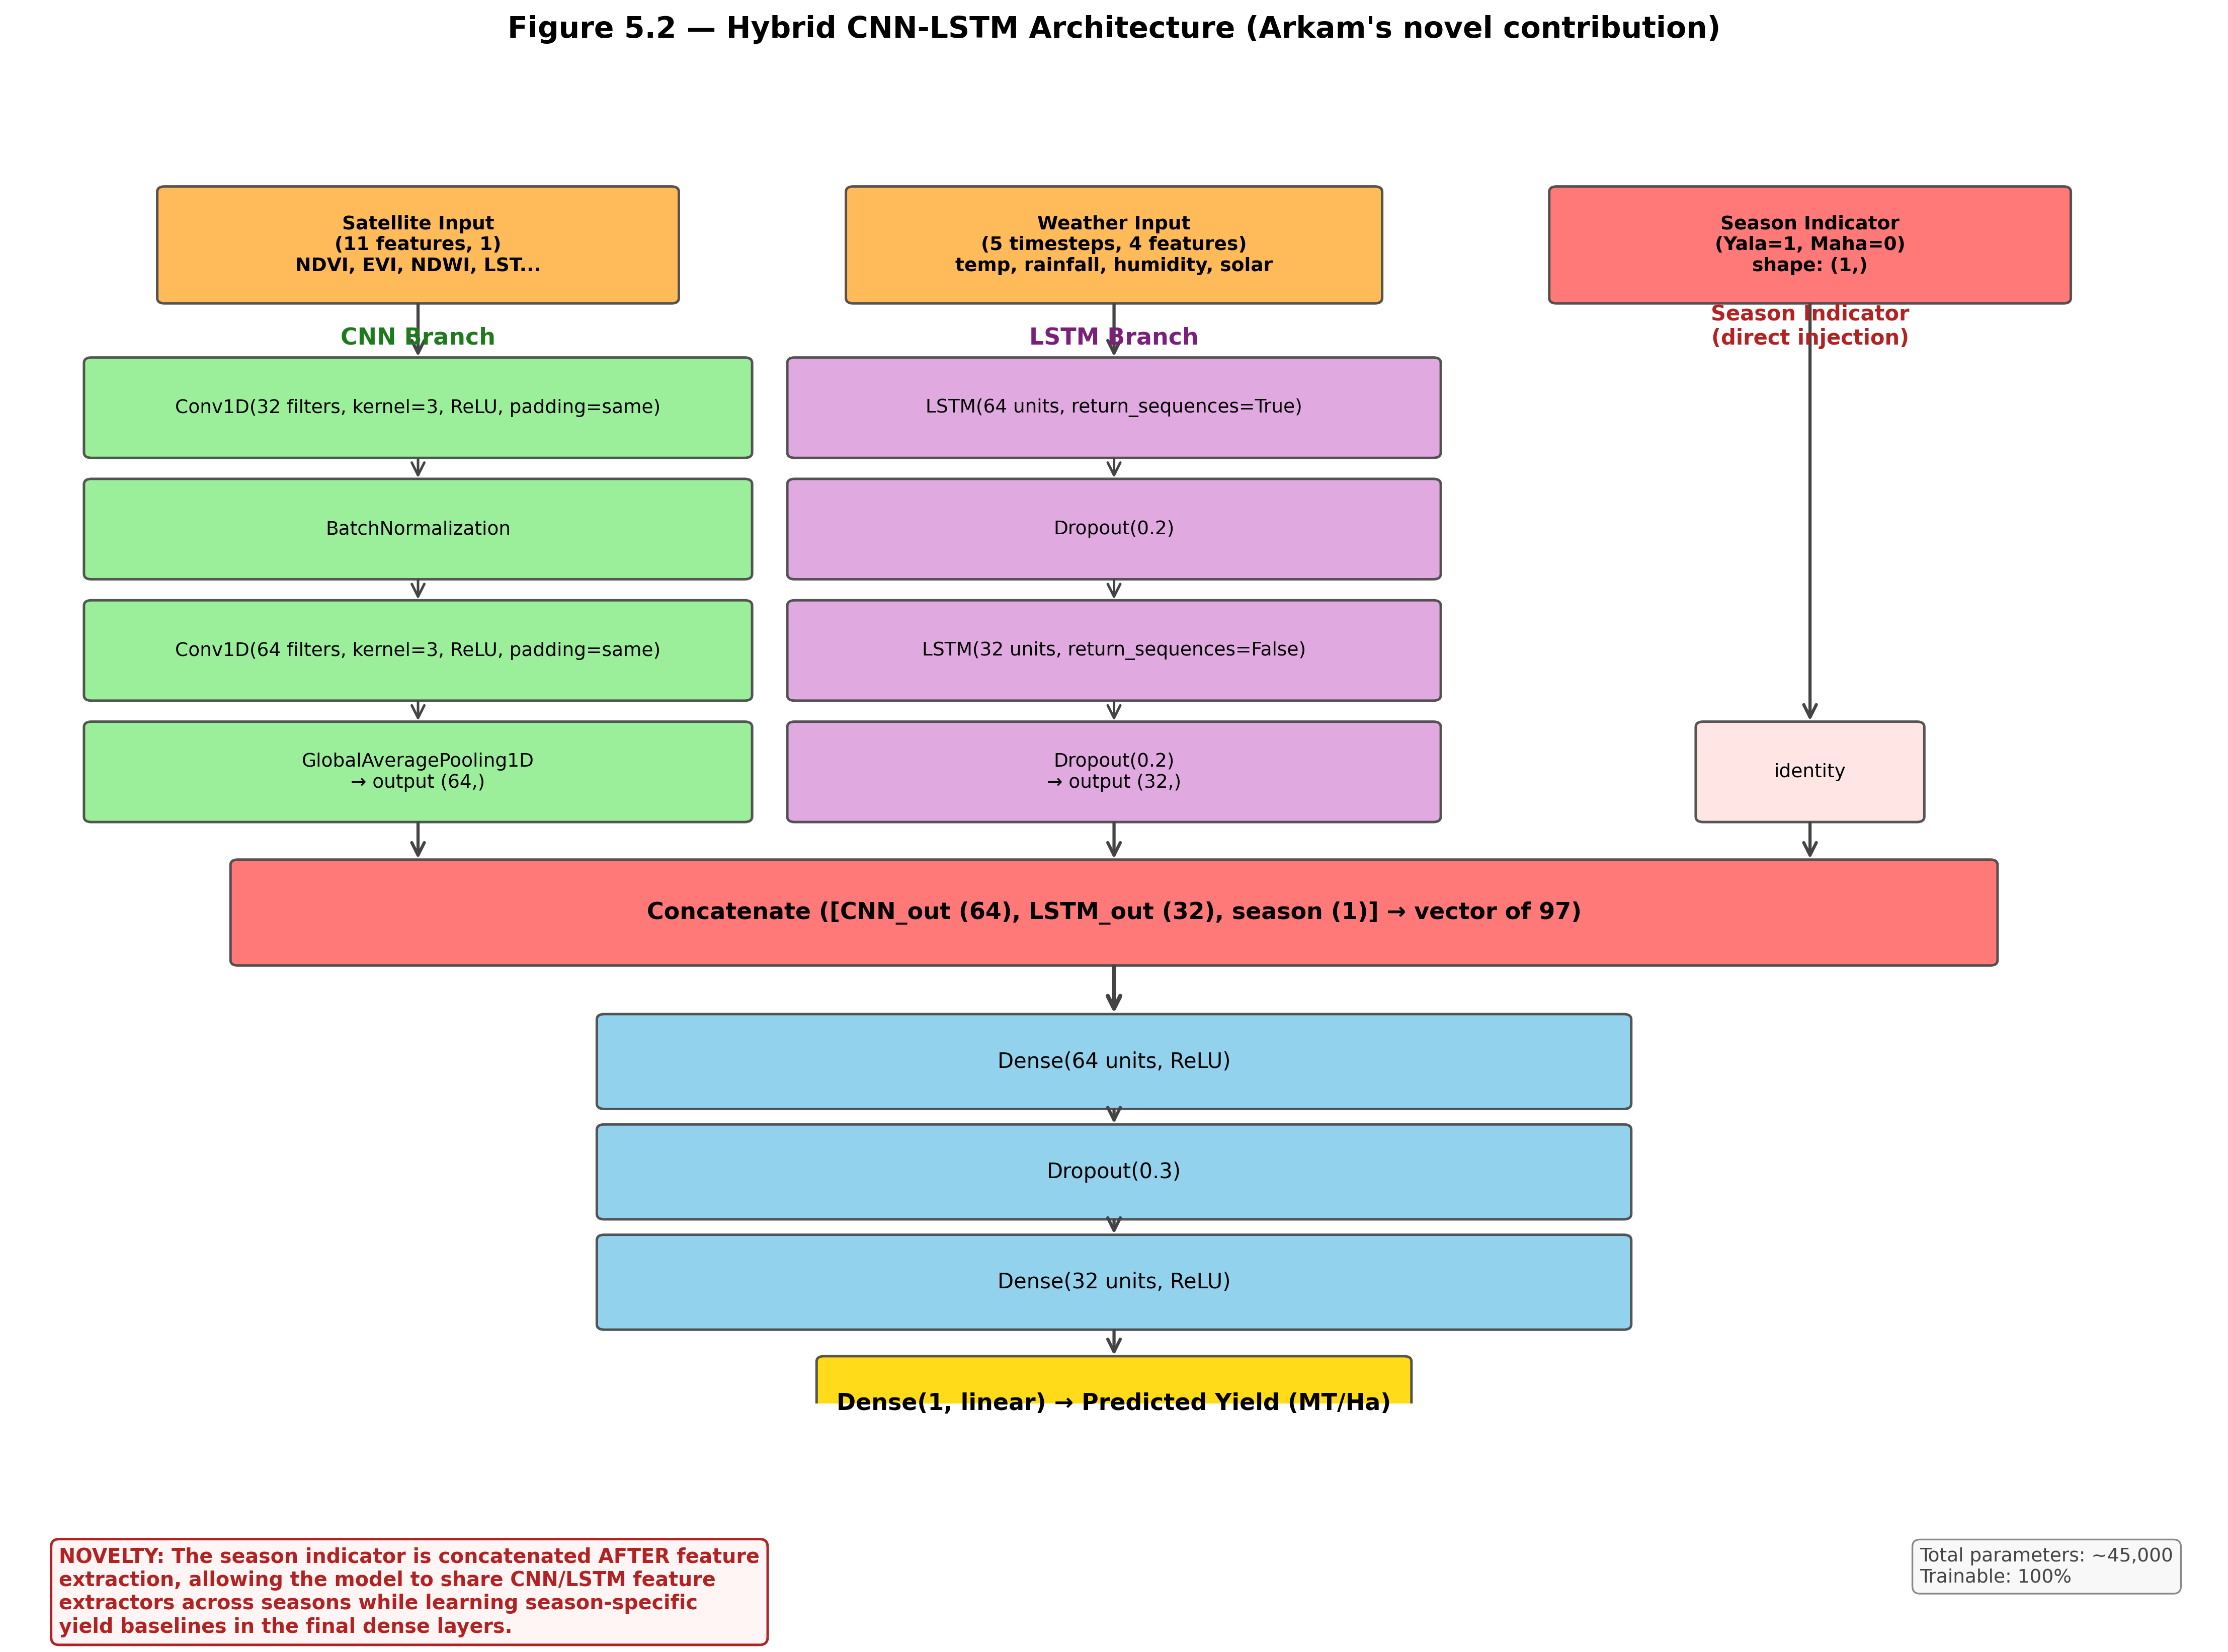 Figure 5.2 — Hybrid CNN-LSTM Architecture (Arkam's novel contribution)
Satellite Input
(11 features, 1)
NDVI, EVI, NDWI, LST...
Weather Input
(5 timesteps, 4 features)
temp, rainfall, humidity, solar
Season Indicator
(Yala=1, Maha=0)
shape: (1,)
CNN Branch
LSTM Branch
Season Indicator
(direct injection)
Conv1D(32 filters, kernel=3, ReLU, padding=same)
LSTM(64 units, return_sequences=True)
BatchNormalization
Dropout(0.2)
Conv1D(64 filters, kernel=3, ReLU, padding=same)
LSTM(32 units, return_sequences=False)
GlobalAveragePooling1D
→ output (64,)
Dropout(0.2)
→ output (32,)
identity
Concatenate ([CNN_out (64), LSTM_out (32), season (1)] → vector of 97)
Dense(64 units, ReLU)
Dropout(0.3)
Dense(32 units, ReLU)
Dense(1, linear) → Predicted Yield (MT/Ha)
NOVELTY: The season indicator is concatenated AFTER feature
extraction, allowing the model to share CNN/LSTM feature
extractors across seasons while learning season-specific
yield baselines in the final dense layers.
Total parameters: ~45,000
Trainable: 100%